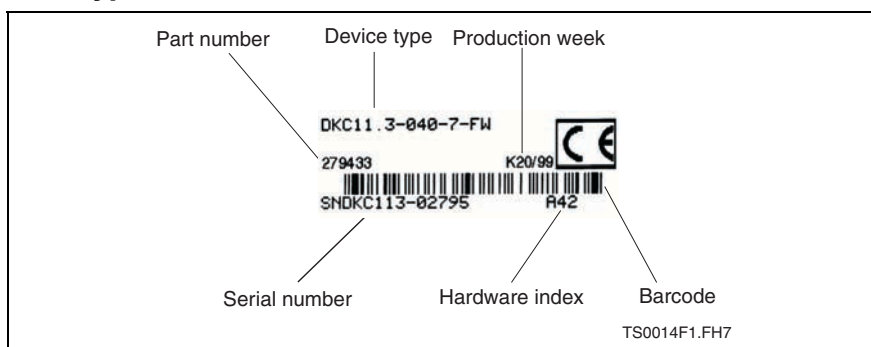 Part number Device type Production week
DKC11.3-040-7-FW
CE
279433 K20/99
SNDKC113-02795 A42
Serial number Hardware index Barcode
TS0014F1.FH7